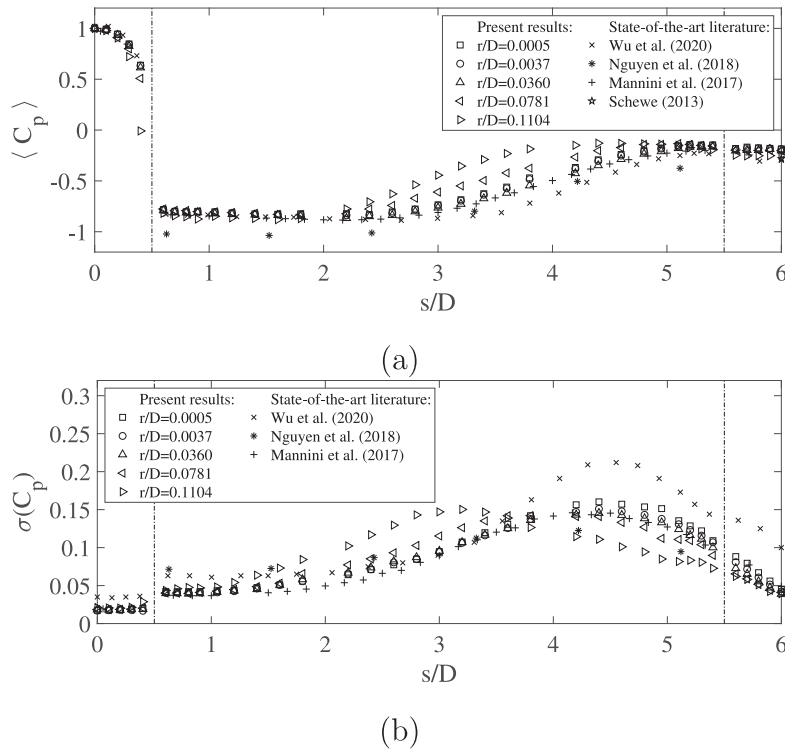 1
0.5
0
-0.5
-1
⟨ C_p ⟩
Present results:
r/D=0.0005
r/D=0.0037
r/D=0.0360
r/D=0.0781
r/D=0.1104
State-of-the-art literature:
Wu et al. (2020)
Nguyen et al. (2018)
Mannini et al. (2017)
Schewe (2013)
0 1 2 3 4 5 6
s/D
(a)
0.3
0.25
0.2
0.15
0.1
0.05
0
σ(C_p)
Present results:
r/D=0.0005
r/D=0.0037
r/D=0.0360
r/D=0.0781
r/D=0.1104
State-of-the-art literature:
Wu et al. (2020)
Nguyen et al. (2018)
Mannini et al. (2017)
0 1 2 3 4 5 6
s/D
(b)